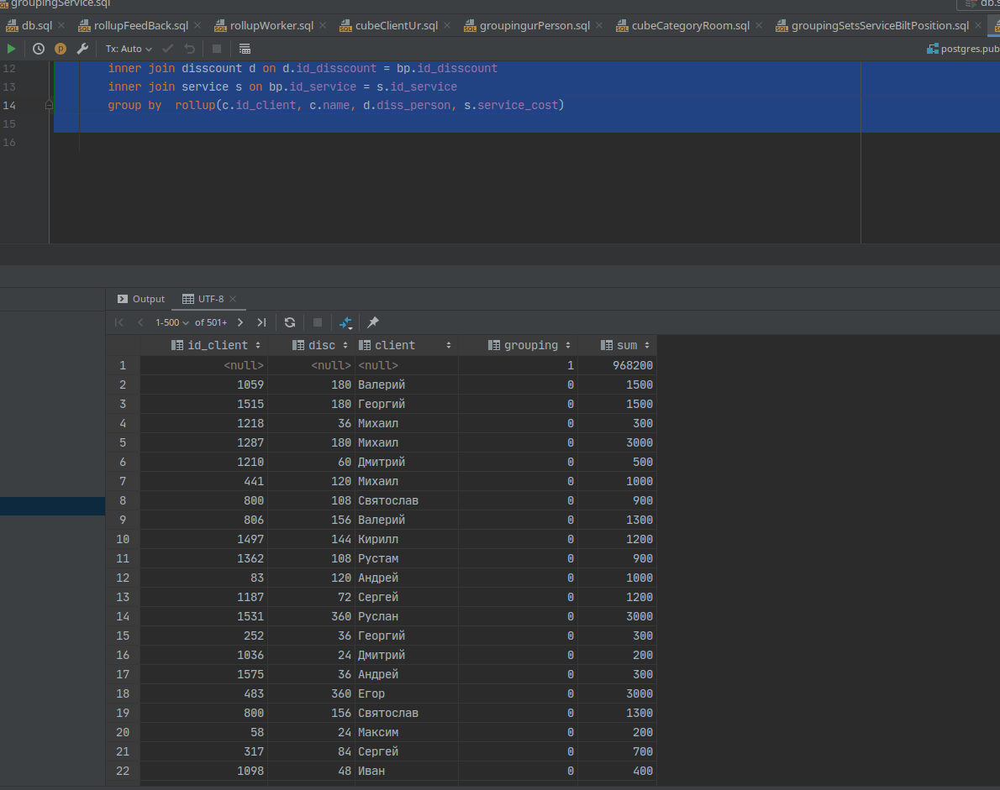 groupingService.sql
db.s
db.sql rollupFeedBack.sql rollupWorker.sql cubeClientUr.sql groupingurPerson.sql cubeCategoryRoom.sql groupingSetsServiceBiltPosition.sql
Tx: Auto postgres.pub
12 inner join disscount d on d.id_disscount = bp.id_disscount
13 inner join service s on bp.id_service = s.id_service
14 group by rollup(c.id_client, c.name, d.diss_person, s.service_cost)
15
16
Output UTF-8
1-500 of 501+
id_client disc client grouping sum
1 <null> <null> <null> 1 968200
2 1059 180 Валерий 0 1500
3 1515 180 Георгий 0 1500
4 1218 36 Михаил 0 300
5 1287 180 Михаил 0 3000
6 1210 60 Дмитрий 0 500
7 441 120 Михаил 0 1000
8 800 108 Святослав 0 900
9 806 156 Валерий 0 1300
10 1497 144 Кирилл 0 1200
11 1362 108 Рустам 0 900
12 83 120 Андрей 0 1000
13 1187 72 Сергей 0 1200
14 1531 360 Руслан 0 3000
15 252 36 Георгий 0 300
16 1036 24 Дмитрий 0 200
17 1575 36 Андрей 0 300
18 483 360 Егор 0 3000
19 800 156 Святослав 0 1300
20 58 24 Максим 0 200
21 317 84 Сергей 0 700
22 1098 48 Иван 0 400